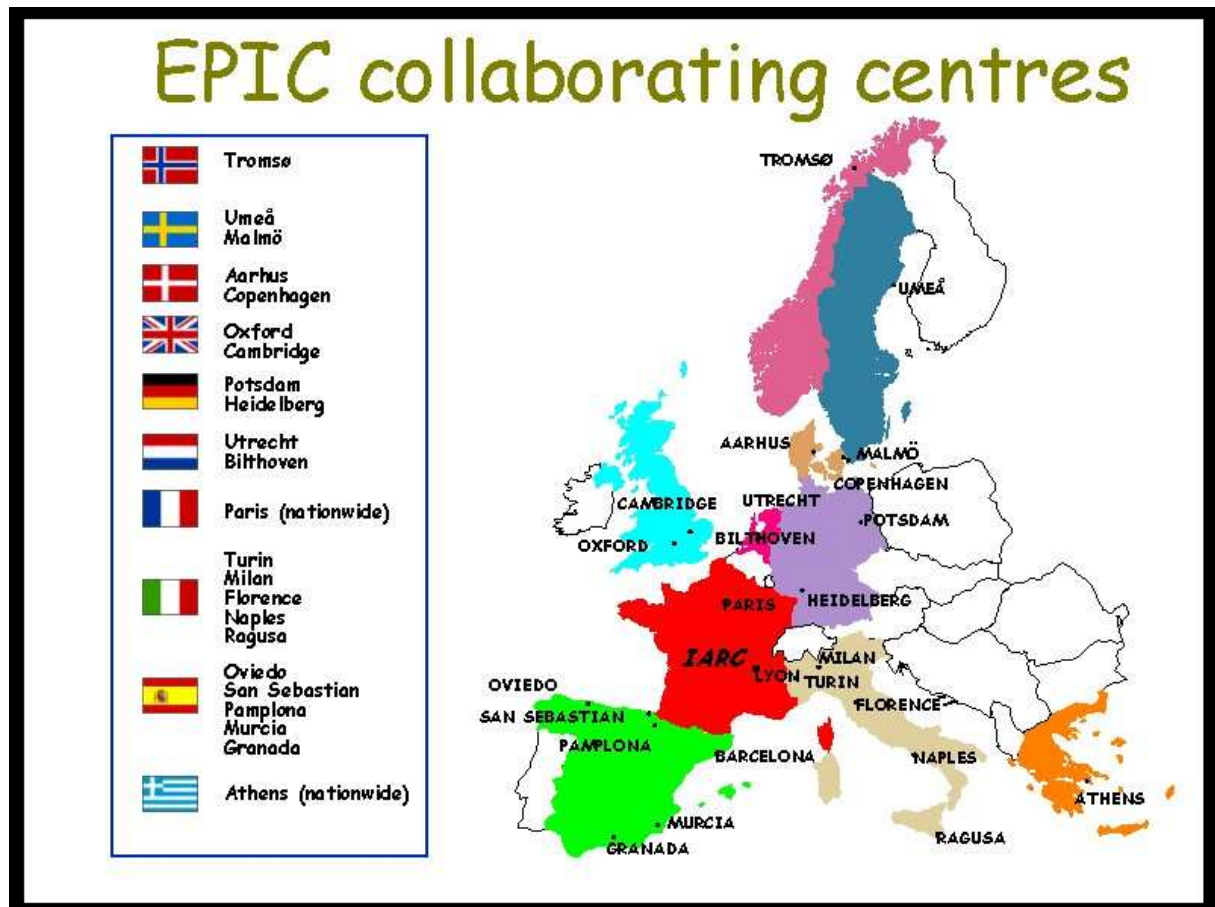 EPIC collaborating centres
Tromsø
Umeå
Malmö
Aarhus
Copenhagen
Oxford
Cambridge
Potsdam
Heidelberg
Utrecht
Bilthoven
Paris (nationwide)
Turin
Milan
Florence
Naples
Ragusa
Oviedo
San Sebastian
Pamplona
Murcia
Granada
Athens (nationwide)
TROMSØ
UMEÅ
AARHUS
MALMÖ
COPENHAGEN
CAMBRIDGE
UTRECHT
POTSDAM
OXFORD
BILTHOVEN
PARIS
HEIDELBERG
IARC
LYON
MILAN
TURIN
OVIEDO
FLORENCE
SAN SEBASTIAN
PAMPLONA
BARCELONA
NAPLES
ATHENS
MURCIA
RAGUSA
GRANADA